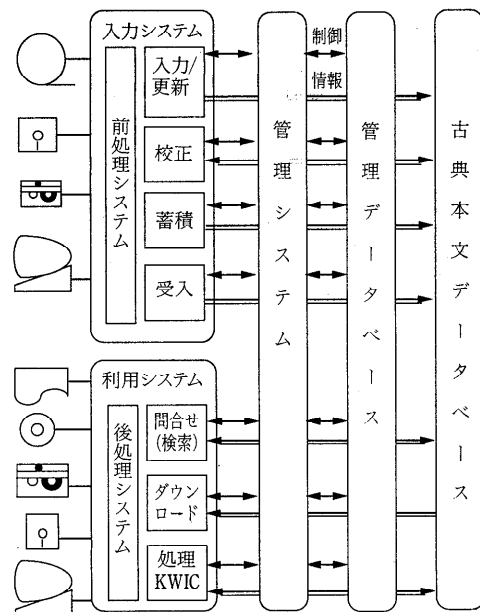 入力システム
前処理システム
入力/
更新
校正
蓄積
受入
制御
情報
管理システム
管理データベース
古典本文データベース
利用システム
後処理システム
問合せ
(検索)
ダウン
ロード
処理
KWIC